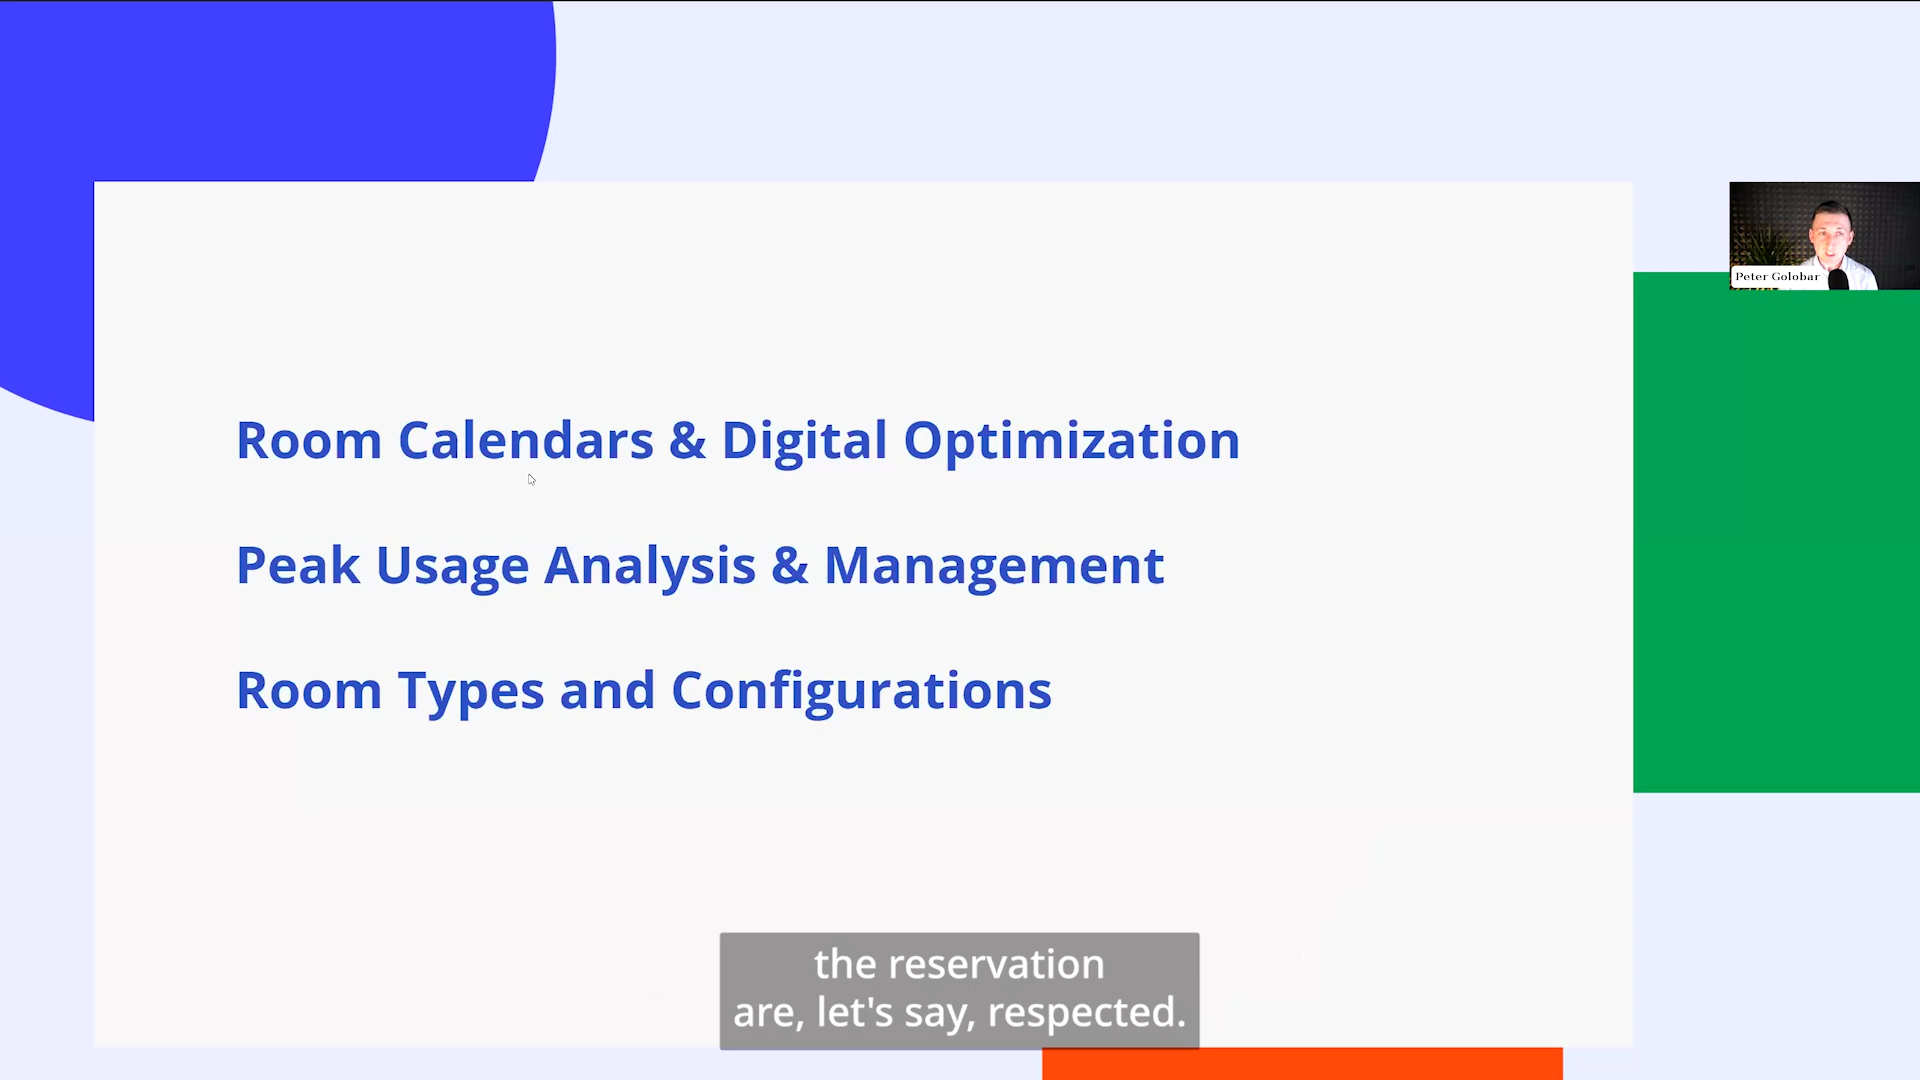 Peter Golobar
Room Calendars & Digital Optimization
Peak Usage Analysis & Management
Room Types and Configurations
the reservation
are, let's say, respected.